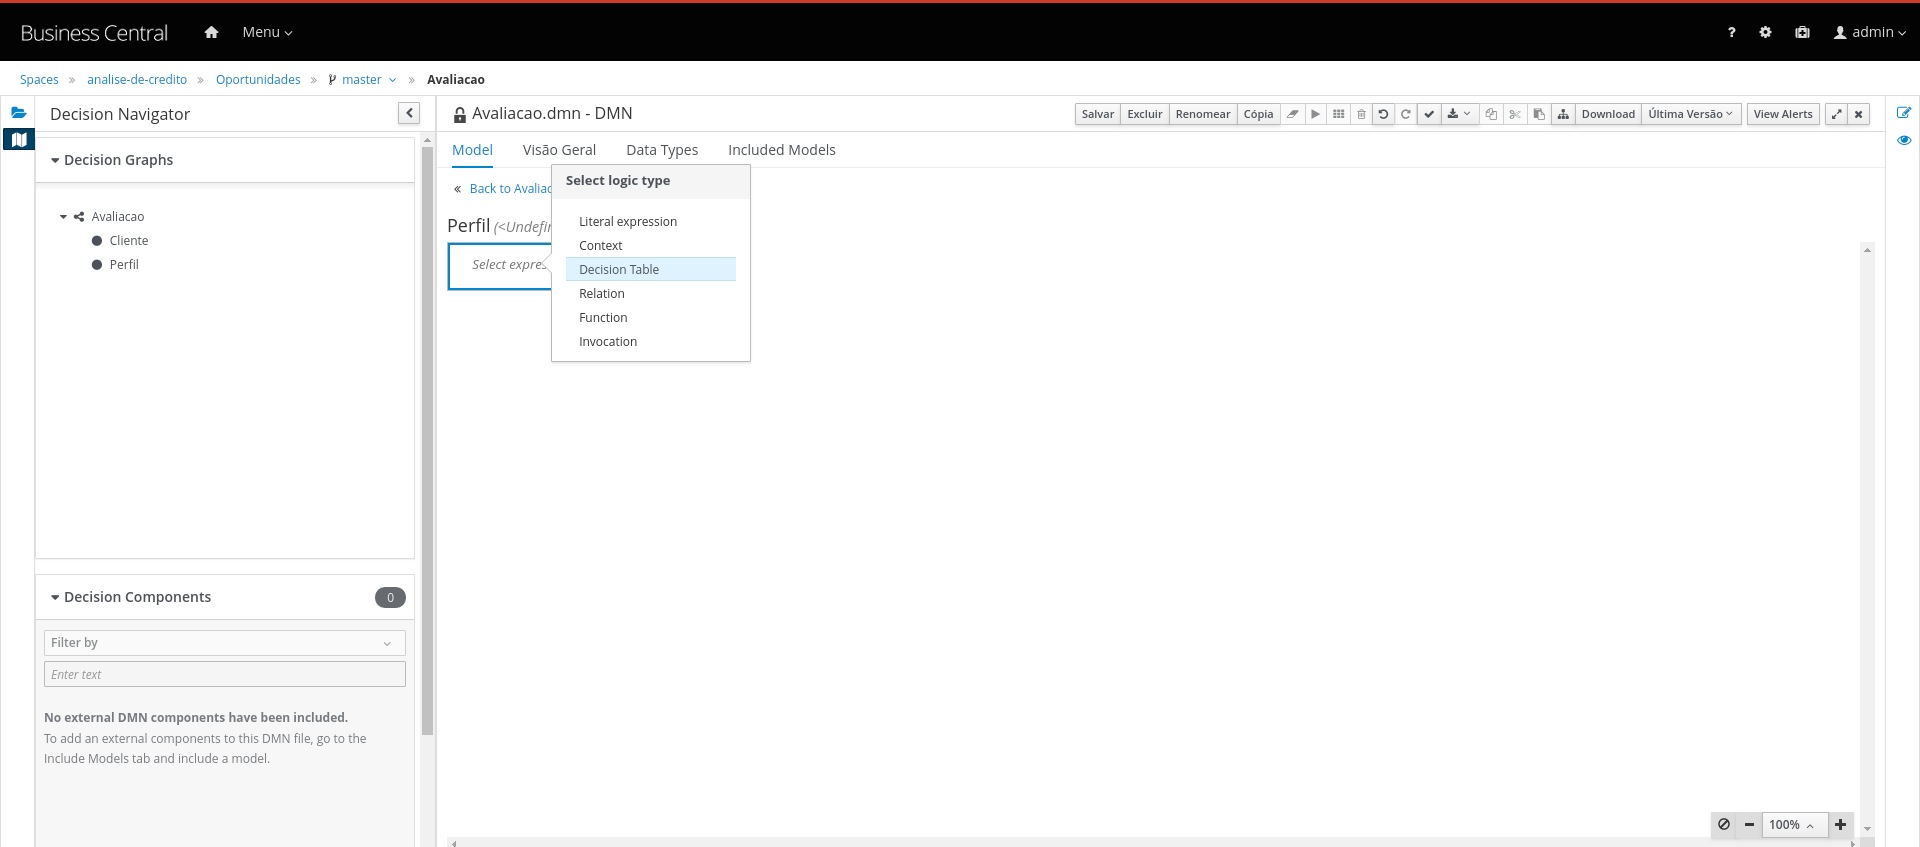 Business Central
Menu
?
admin
Spaces » analise-de-credito » Oportunidades » master » Avaliacao
Decision Navigator
Decision Graphs
Avaliacao
Cliente
Perfil
Decision Components
0
Filter by
Enter text
No external DMN components have been included.
To add an external components to this DMN file, go to the
Include Models tab and include a model.
Avaliacao.dmn - DMN
Salvar Excluir Renomear Cópia Download Última Versão View Alerts
Model Visão Geral Data Types Included Models
« Back to Avaliac
Perfil (<Undefin
Select expres
Select logic type
Literal expression
Context
Decision Table
Relation
Function
Invocation
100%